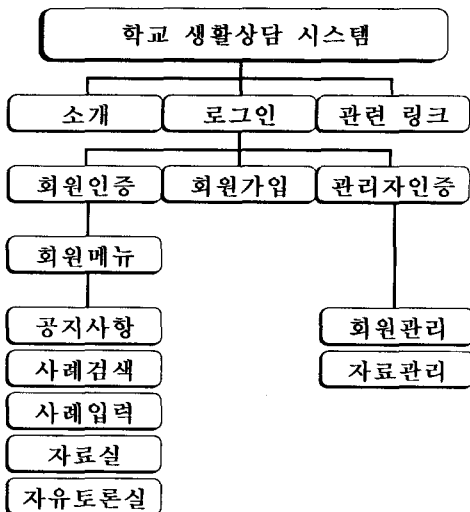 학교 생활상담 시스템
소개 로그인 관련 링크
회원인증 회원가입 관리자인증
회원메뉴
공지사항 회원관리
사례검색 자료관리
사례입력
자료실
자유토론실